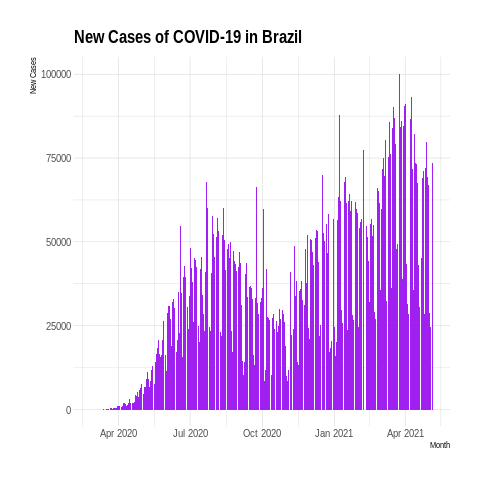 New Cases of COVID-19 in Brazil
New Cases
100000
75000
50000
25000
0
Apr 2020 Jul 2020 Oct 2020 Jan 2021 Apr 2021
Month